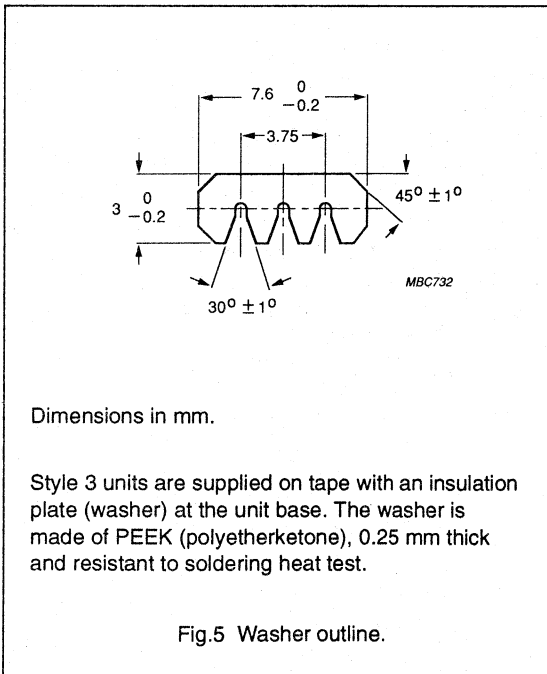 7.6 0 −0.2
3.75
3 0 −0.2
45° ± 1°
30° ± 1°
MBC732
Dimensions in mm.
Style 3 units are supplied on tape with an insulation
plate (washer) at the unit base. The washer is
made of PEEK (polyetherketone), 0.25 mm thick
and resistant to soldering heat test.
Fig.5 Washer outline.